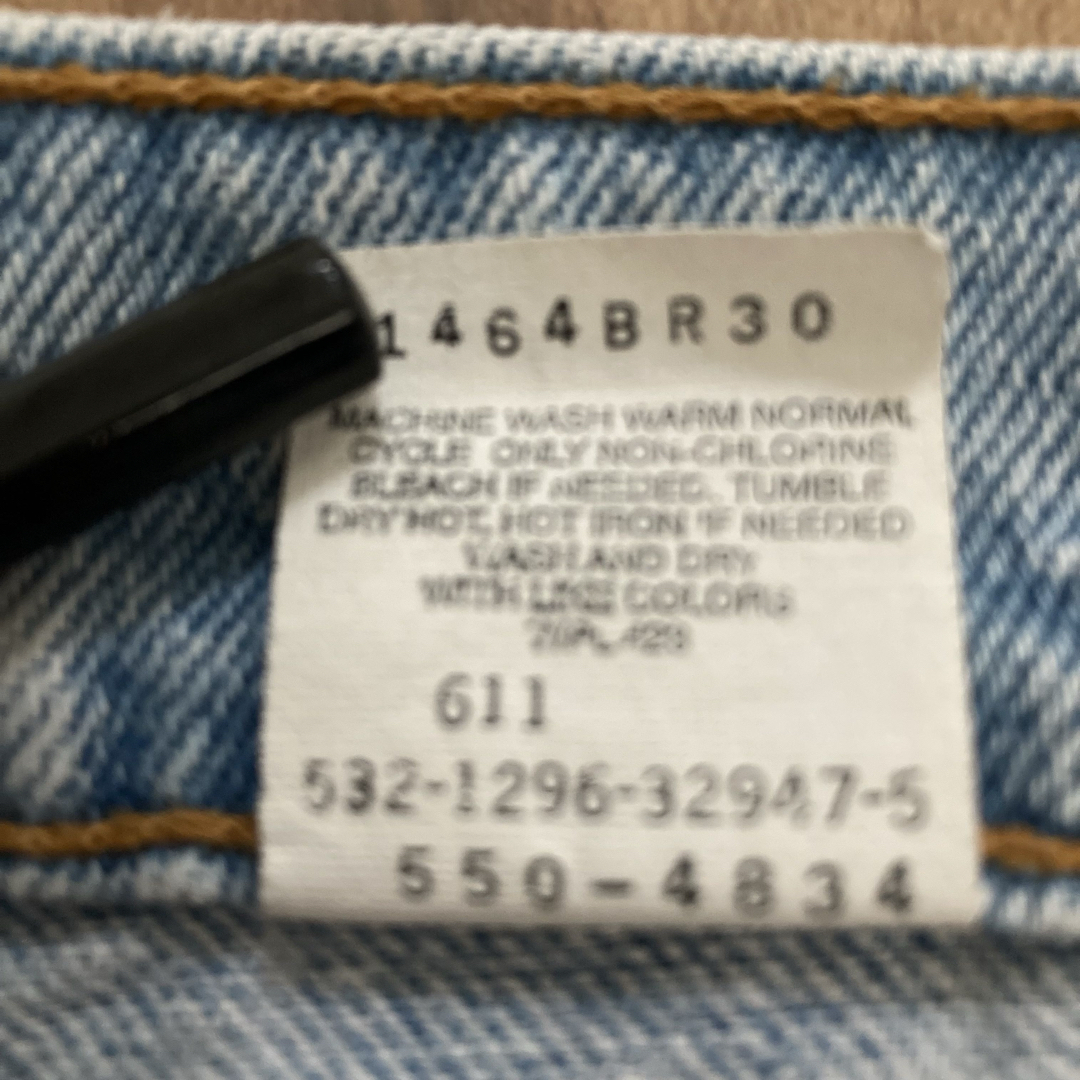 1464BR30
MACHINE WASH WARM NORMAL
CYCLE ONLY NON-CHLORINE
BLEACH IF NEEDED. TUMBLE
DRY HOT, HOT IRON IF NEEDED
WASH AND DRY
WITH LIKE COLORS
611
532-1296-32947-5
550-4834